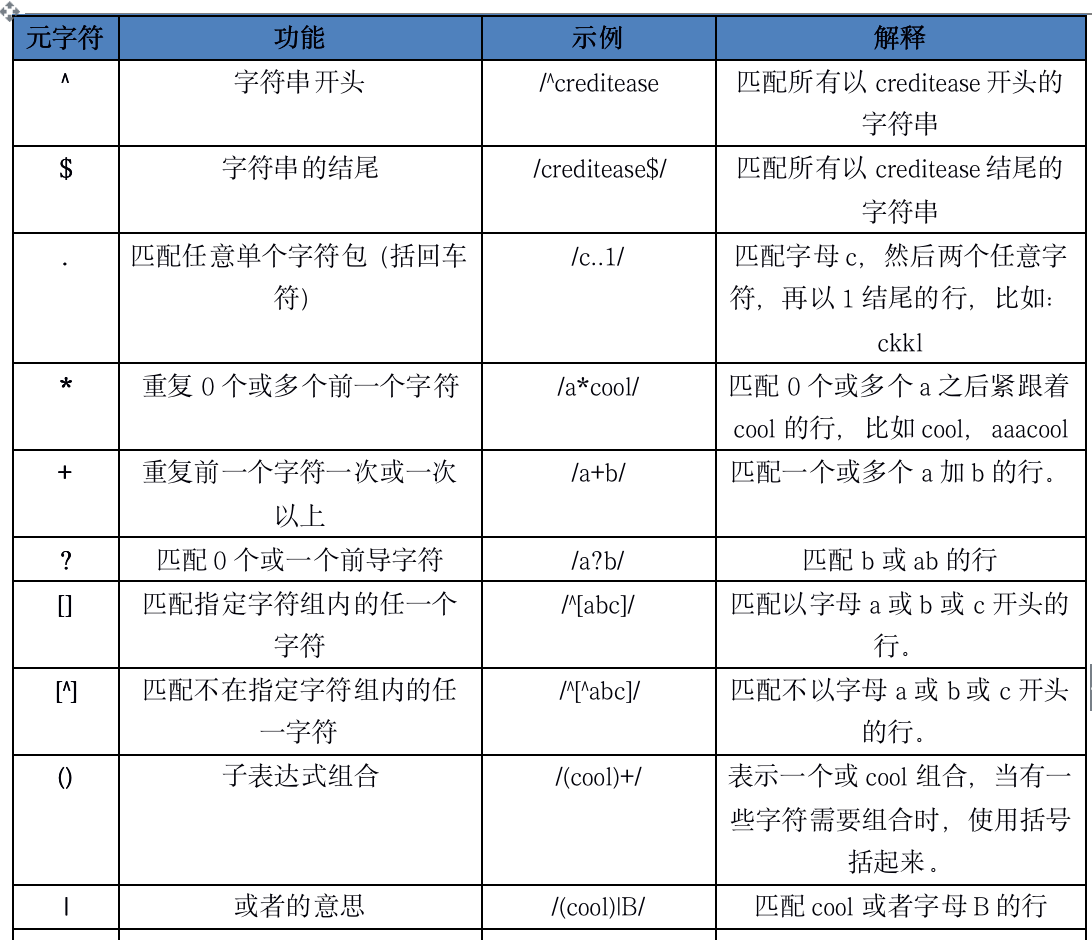 元字符 功能 示例 解释
^ 字符串开头 /^creditease 匹配所有以 creditease 开头的
字符串
$ 字符串的结尾 /creditease$/ 匹配所有以 creditease 结尾的
字符串
. 匹配任意单个字符包（括回车 /c..1/ 匹配字母 c，然后两个任意字
符） 符，再以 1 结尾的行，比如：
ckkl
* 重复 0 个或多个前一个字符 /a*cool/ 匹配 0 个或多个 a 之后紧跟着
cool 的行，比如 cool，aaacool
+ 重复前一个字符一次或一次 /a+b/ 匹配一个或多个 a 加 b 的行。
以上
? 匹配 0 个或一个前导字符 /a?b/ 匹配 b 或 ab 的行
[] 匹配指定字符组内的任一个 /^[abc]/ 匹配以字母 a 或 b 或 c 开头的
字符 行。
[^] 匹配不在指定字符组内的任 /^[^abc]/ 匹配不以字母 a 或 b 或 c 开头
一字符 的行。
() 子表达式组合 /(cool)+/ 表示一个或 cool 组合，当有一
些字符需要组合时，使用括号
括起来。
| 或者的意思 /(cool)|B/ 匹配 cool 或者字母 B 的行